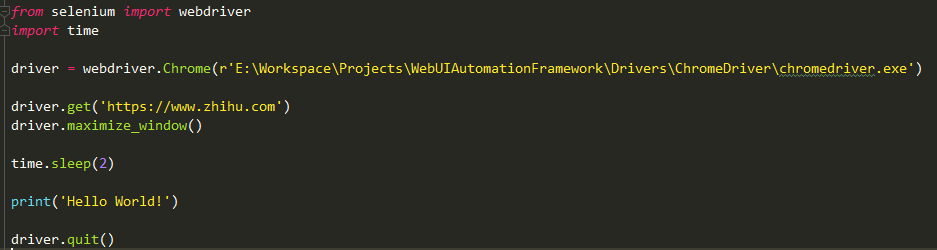 from selenium import webdriver
import time
driver = webdriver.Chrome(r'E:\Workspace\Projects\WebUIAutomationFramework\Drivers\ChromeDriver\chromedriver.exe')
driver.get('https://www.zhihu.com')
driver.maximize_window()
time.sleep(2)
print('Hello World!')
driver.quit()